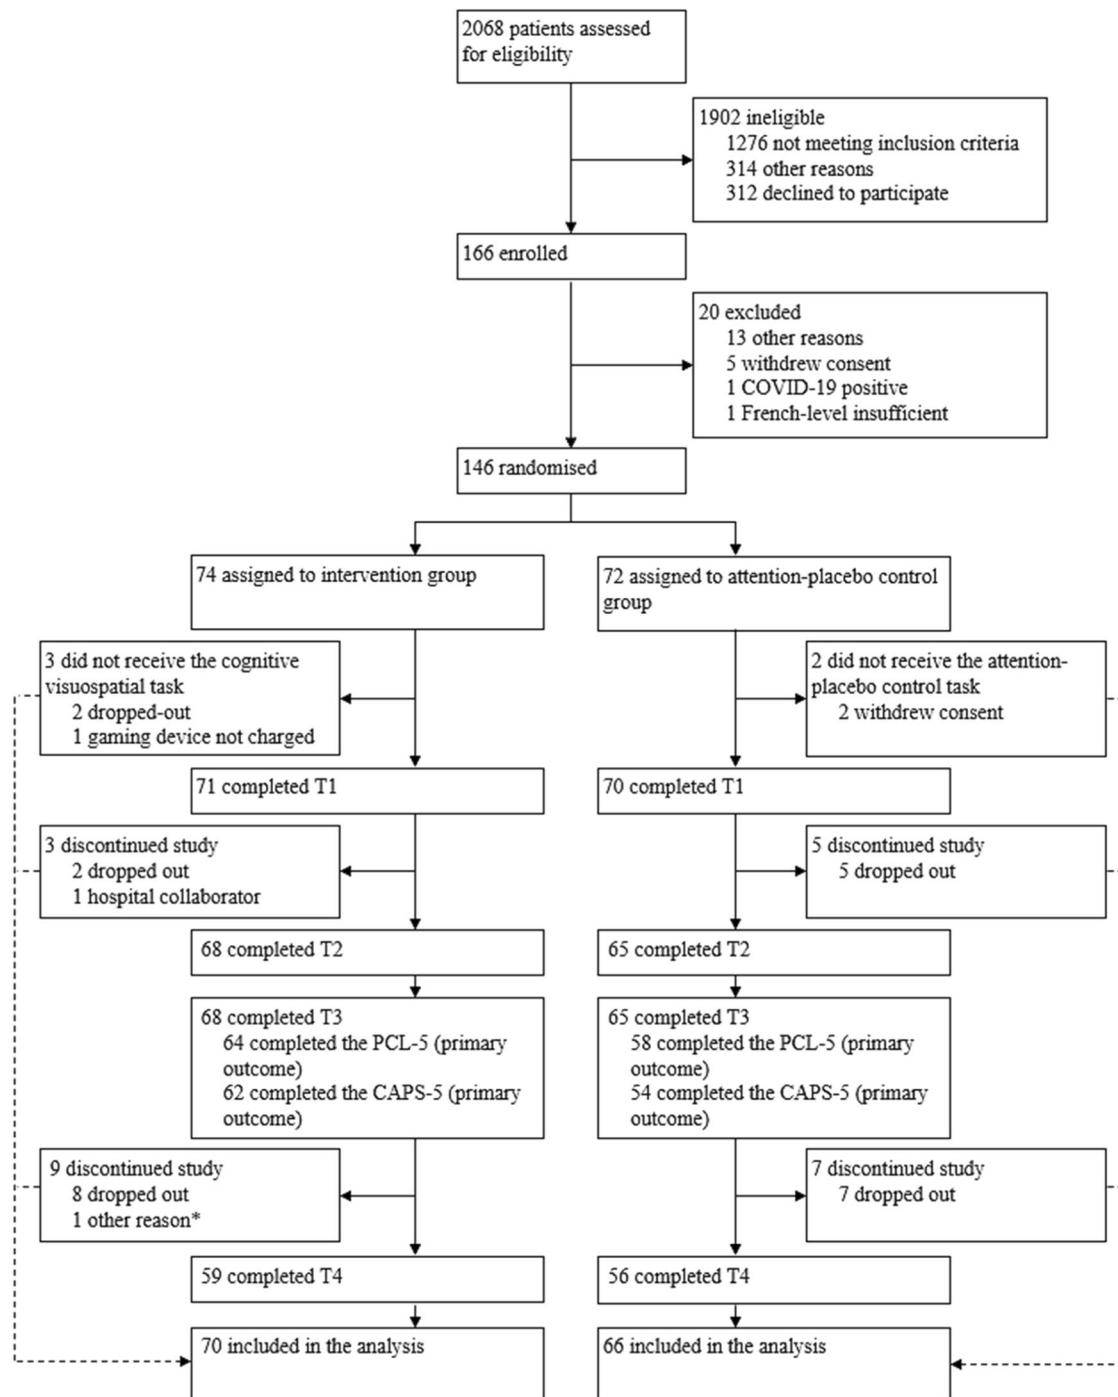 2068 patients assessed
for eligibility
1902 ineligible
1276 not meeting inclusion criteria
314 other reasons
312 declined to participate
166 enrolled
20 excluded
13 other reasons
5 withdrew consent
1 COVID-19 positive
1 French-level insufficient
146 randomised
74 assigned to intervention group
72 assigned to attention-placebo control
group
3 did not receive the cognitive
visuospatial task
2 dropped-out
1 gaming device not charged
2 did not receive the attention-
placebo control task
2 withdrew consent
71 completed T1
70 completed T1
3 discontinued study
2 dropped out
1 hospital collaborator
5 discontinued study
5 dropped out
68 completed T2
65 completed T2
68 completed T3
64 completed the PCL-5 (primary
outcome)
62 completed the CAPS-5 (primary
outcome)
65 completed T3
58 completed the PCL-5 (primary
outcome)
54 completed the CAPS-5 (primary
outcome)
9 discontinued study
8 dropped out
1 other reason*
7 discontinued study
7 dropped out
59 completed T4
56 completed T4
70 included in the analysis
66 included in the analysis